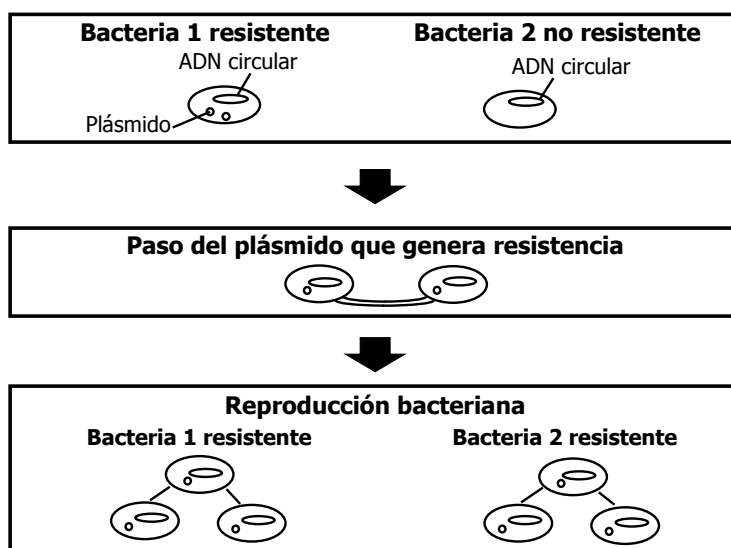 Bacteria 1 resistente
ADN circular
Plásmido
Bacteria 2 no resistente
ADN circular
Paso del plásmido que genera resistencia
Reproducción bacteriana
Bacteria 1 resistente
Bacteria 2 resistente